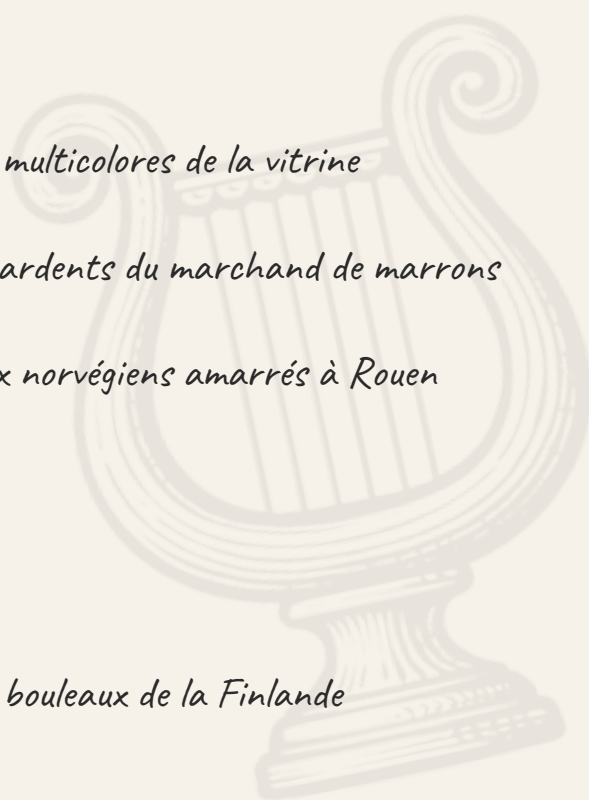 multicolores de la vitrine
ardents du marchand de marrons
x norvégiens amarrés à Rouen
bouleaux de la Finlande